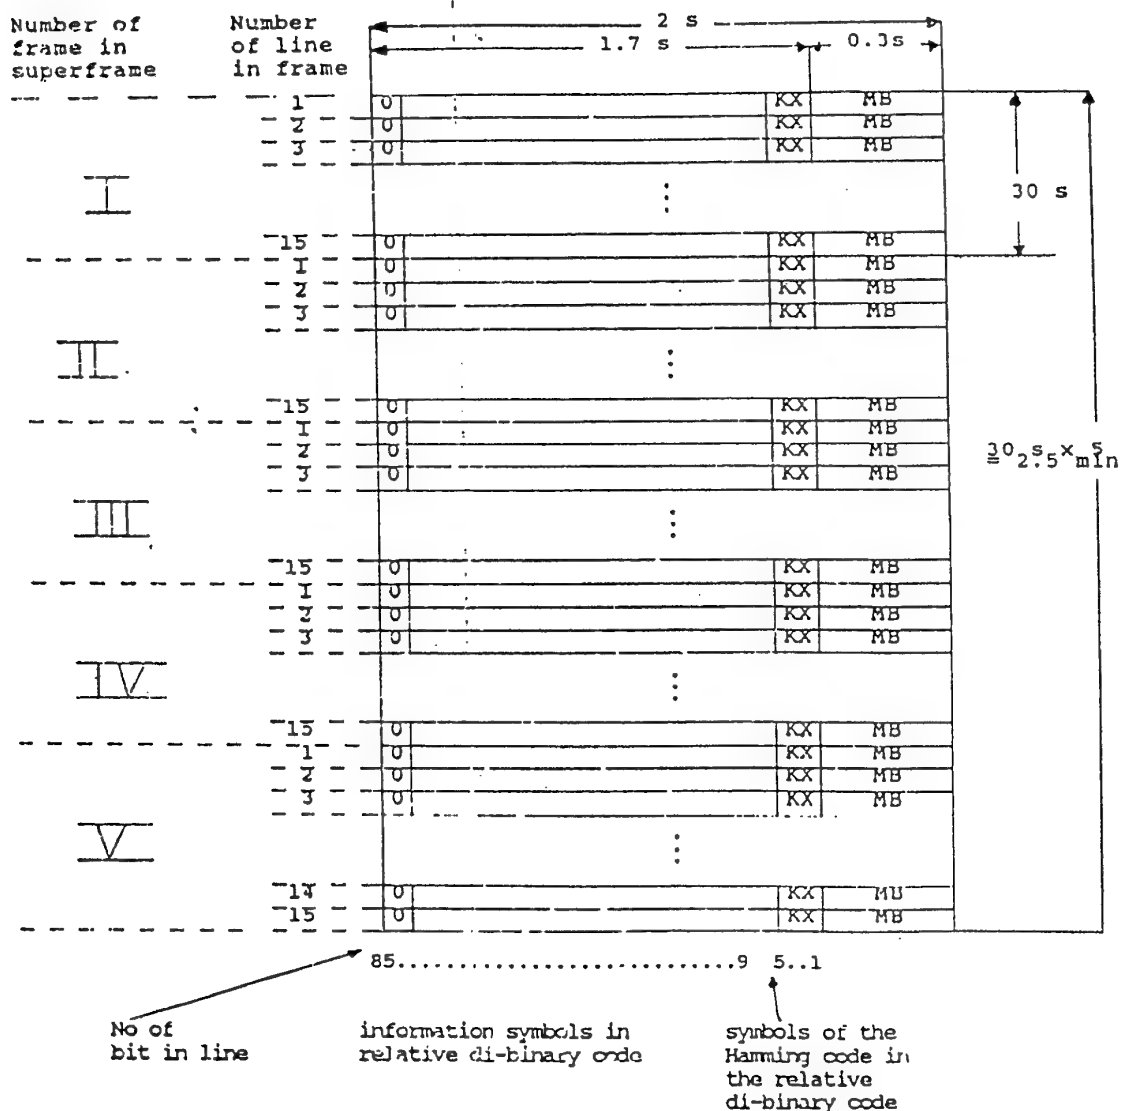 Number of
frame in
superframe
Number
of line
in frame
2 s
1.7 s
0.3s
1 0 KX MB
2 0 KX MB
3 0 KX MB
I
30 s
15 0 KX MB
1 0 KX MB
2 0 KX MB
3 0 KX MB
II
15 0 KX MB
1 0 KX MB
2 0 KX MB
3 0 KX MB
30 s x 5
= 2.5 min
III
15 0 KX MB
1 0 KX MB
2 0 KX MB
3 0 KX MB
IV
15 0 KX MB
1 0 KX MB
2 0 KX MB
3 0 KX MB
V
14 0 KX MB
15 0 KX MB
85..............................9 5..1
No of
bit in line
information symbols in
relative di-binary code
symbols of the
Hamming code in
the relative
di-binary code